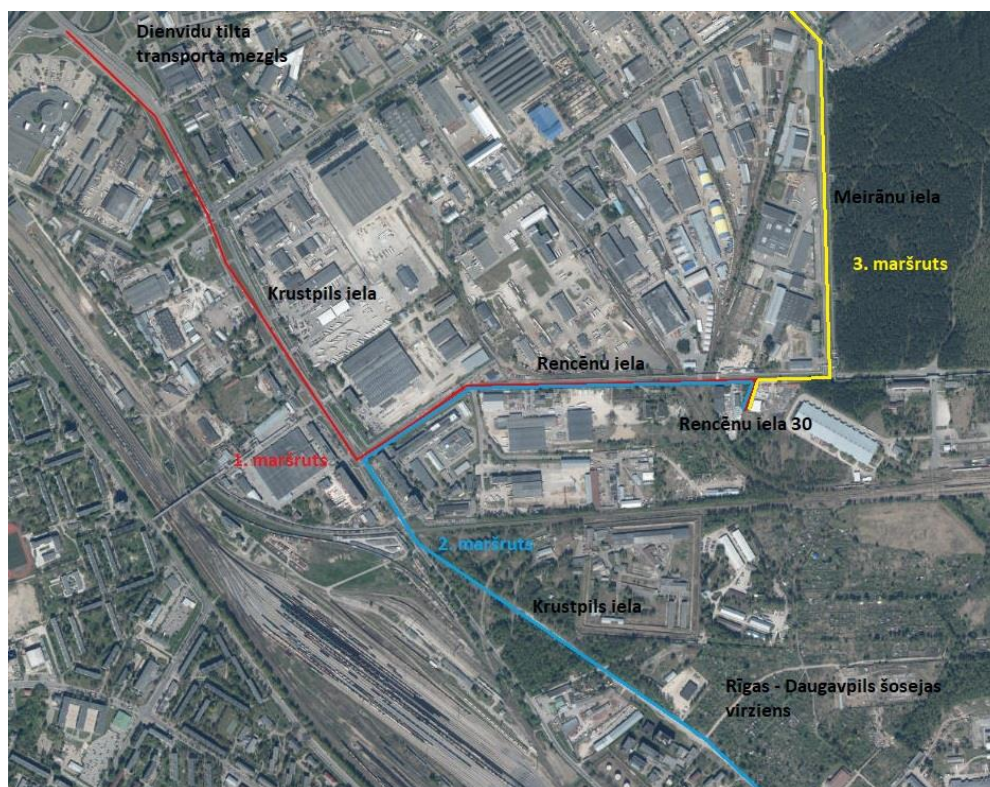 Dienvidu tilta
transporta mezgls
Meirānu iela
3. maršruts
Krustpils iela
Rencēnu iela
Rencēnu iela 30
1. maršruts
2. maršruts
Krustpils iela
Rīgas - Daugavpils šosejas
virziens